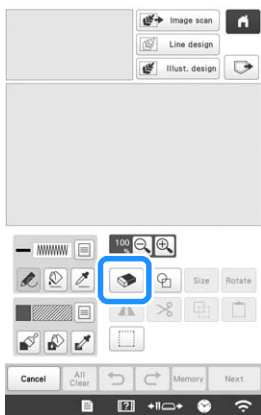 Image scan
Line design
Illust. design
100
%
Size
Rotate
Cancel
All
Clear
Memory
Next
?